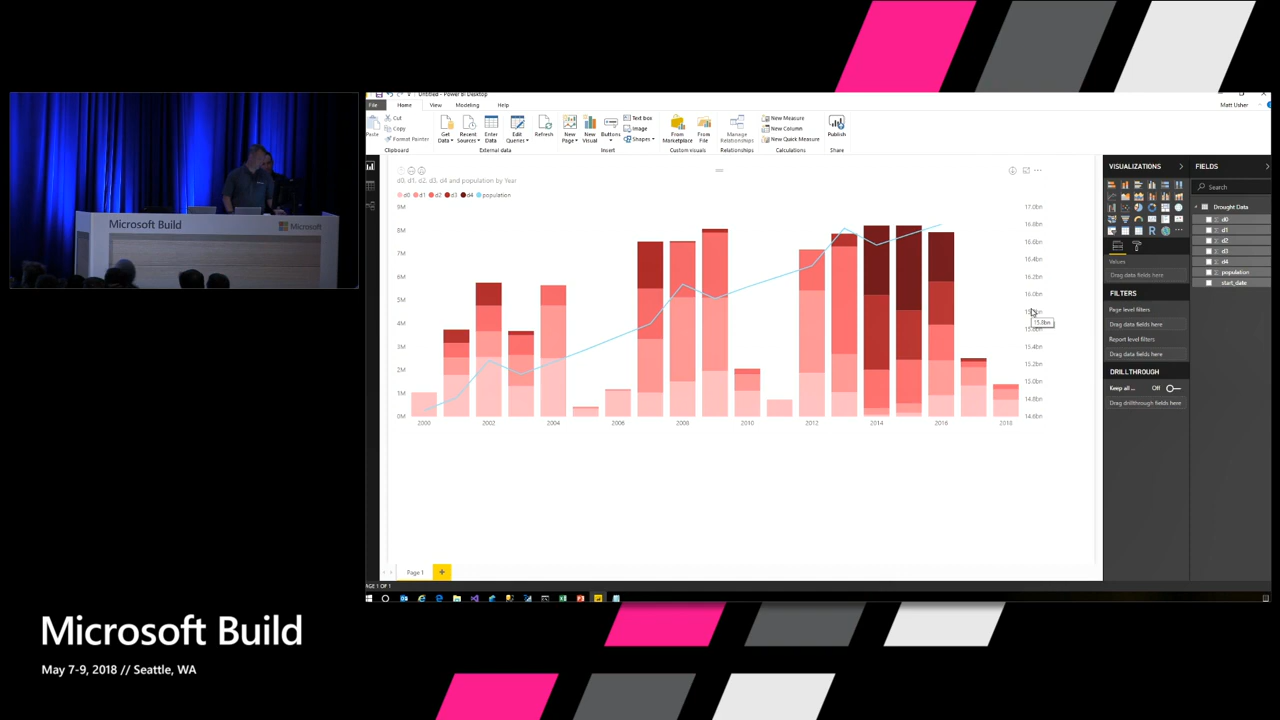 Untitled - Power BI Desktop
Matt Usher
File Home View Modeling Help
Paste
Cut
Copy
Format Painter
Clipboard
Get Data
Recent Sources
Enter Data
Edit Queries
Refresh
External data
New Page
New Visual
Buttons
Text box
Image
Shapes
Insert
From Marketplace
From File
Custom visuals
Manage Relationships
Relationships
New Measure
New Column
New Quick Measure
Calculations
Publish
Share
d0, d1, d2, d3, d4 and population by Year
d0 d1 d2 d3 d4 population
9M
8M
7M
6M
5M
4M
3M
2M
1M
0M
17.0bn
16.8bn
16.6bn
16.4bn
16.2bn
16.0bn
15.8bn
15.4bn
15.2bn
15.0bn
14.8bn
14.6bn
2000 2002 2004 2006 2008 2010 2012 2014 2016 2018
VISUALIZATIONS
R
Values
Drag data fields here
FILTERS
Page level filters
Drag data fields here
Report level filters
Drag data fields here
DRILLTHROUGH
Keep all ... Off
Drag drillthrough fields here
FIELDS
Search
Drought Data
d0
d1
d2
d3
d4
population
start_date
Page 1
PAGE 1 OF 1
Microsoft Build
Microsoft
Microsoft Build
May 7-9, 2018 // Seattle, WA